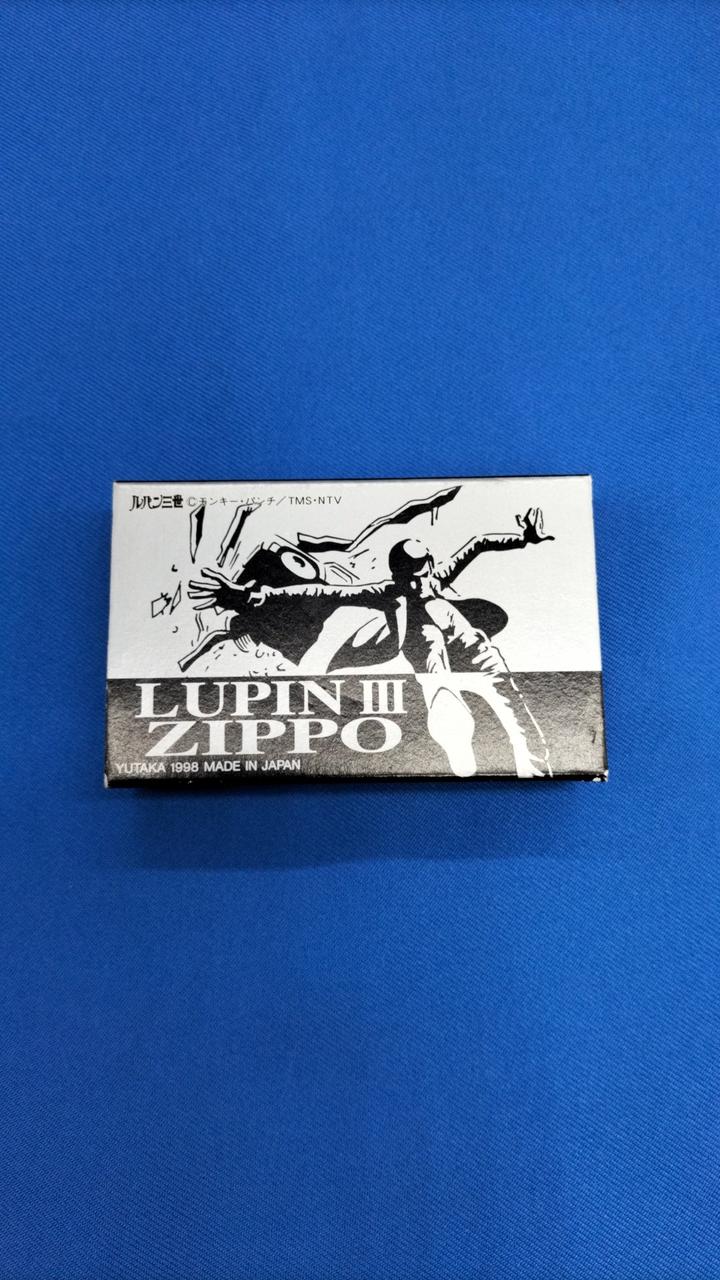 ルパン三世 ©モンキー・パンチ／TMS・NTV
LUPIN III
ZIPPO
YUTAKA 1998 MADE IN JAPAN